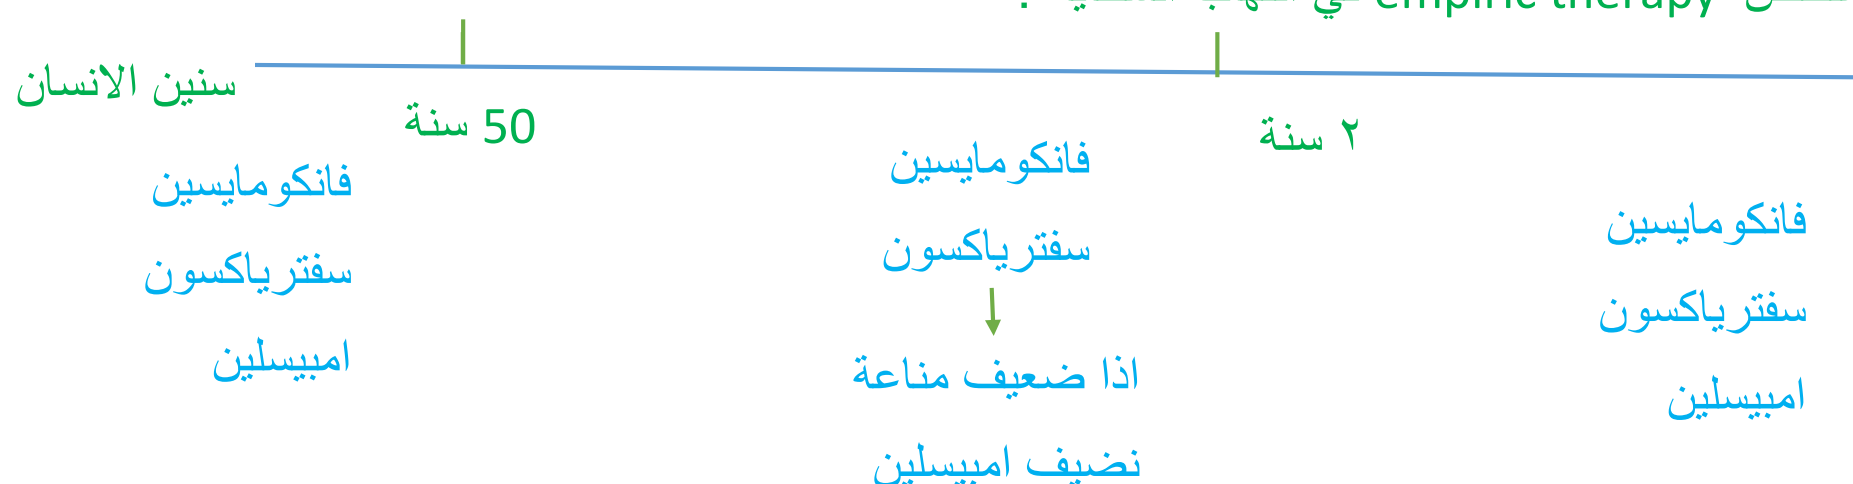 empiric therapy في
سنين الانسان
٢ سنة
50 سنة
فانكومايسين
سفترياكسون
امبيسلين
فانكومايسين
سفترياكسون
اذا ضعيف مناعة
نضيف امبيسلين
فانكومايسين
سفترياكسون
امبيسلين